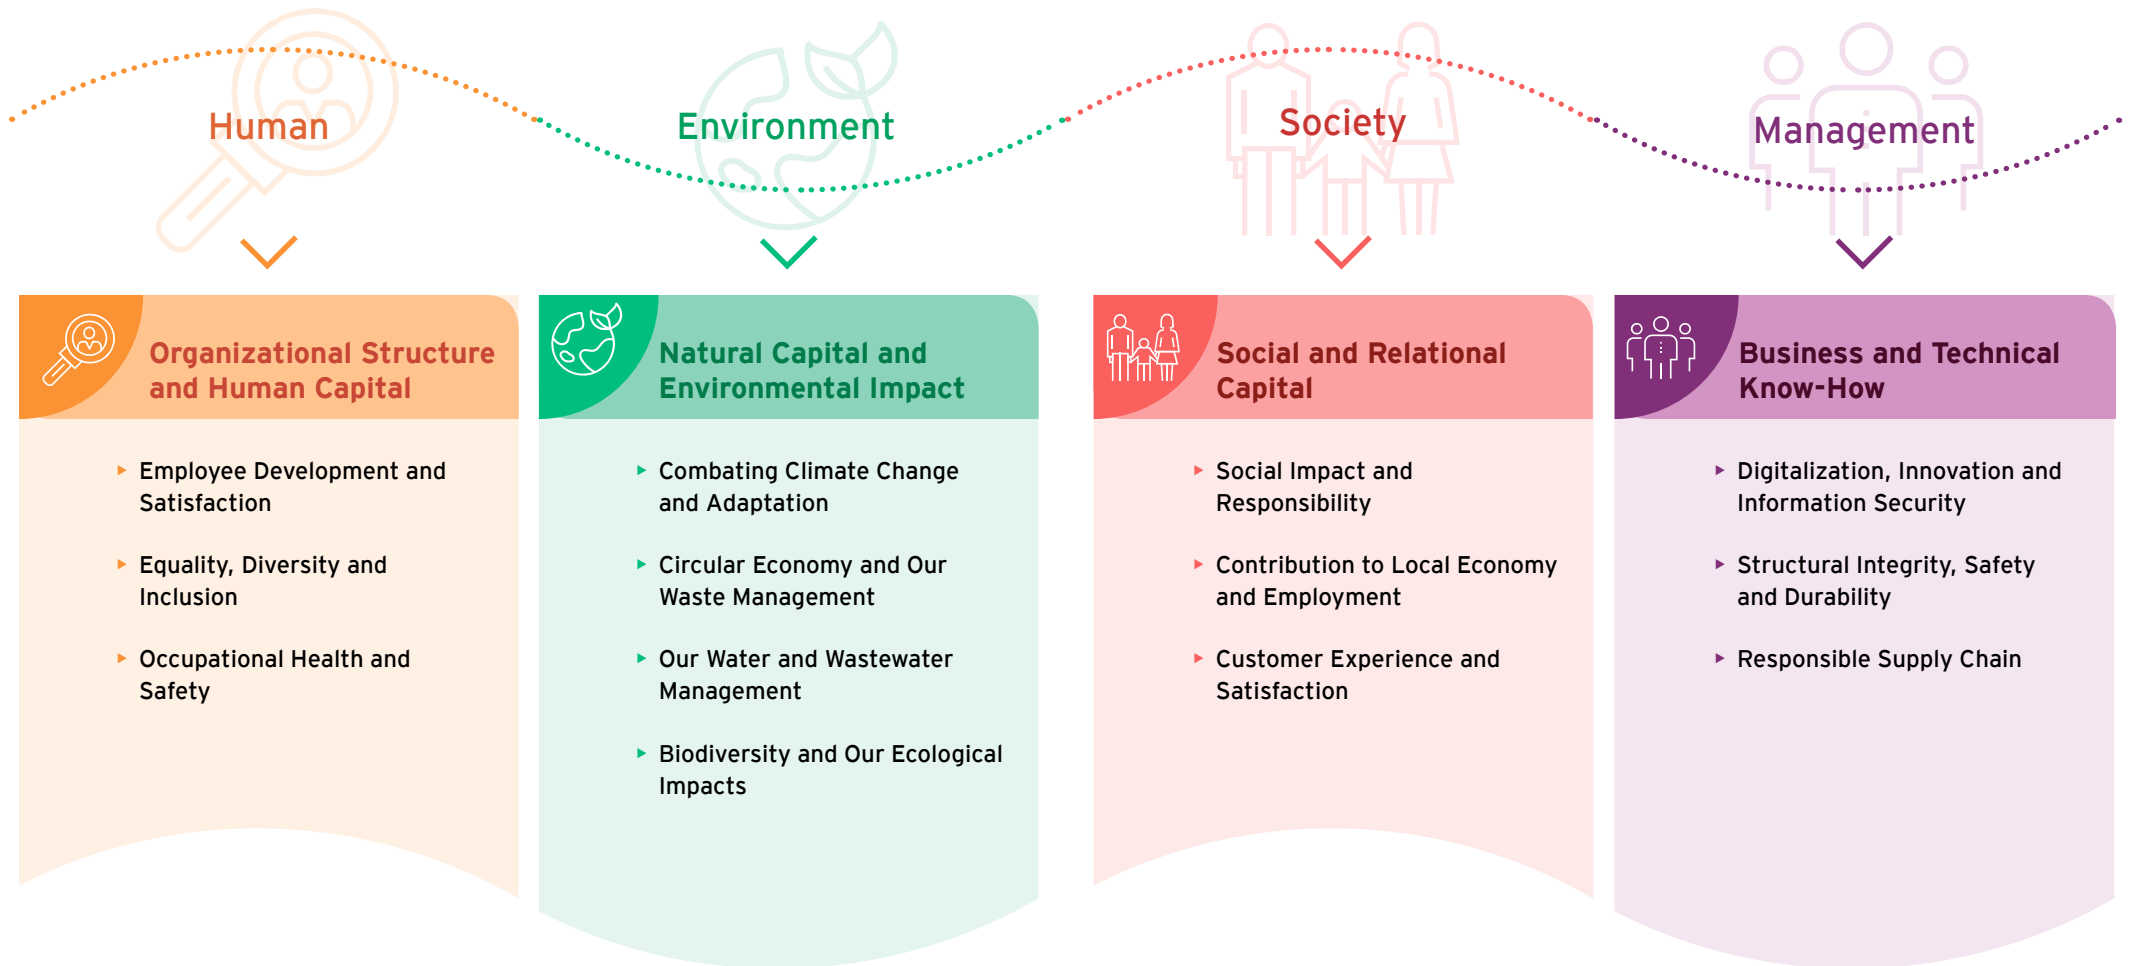 Human
Environment
Society
Management
Organizational Structure
and Human Capital
Employee Development and
Satisfaction
Equality, Diversity and
Inclusion
Occupational Health and
Safety
Natural Capital and
Environmental Impact
Combating Climate Change
and Adaptation
Circular Economy and Our
Waste Management
Our Water and Wastewater
Management
Biodiversity and Our Ecological
Impacts
Social and Relational
Capital
Social Impact and
Responsibility
Contribution to Local Economy
and Employment
Customer Experience and
Satisfaction
Business and Technical
Know-How
Digitalization, Innovation and
Information Security
Structural Integrity, Safety
and Durability
Responsible Supply Chain